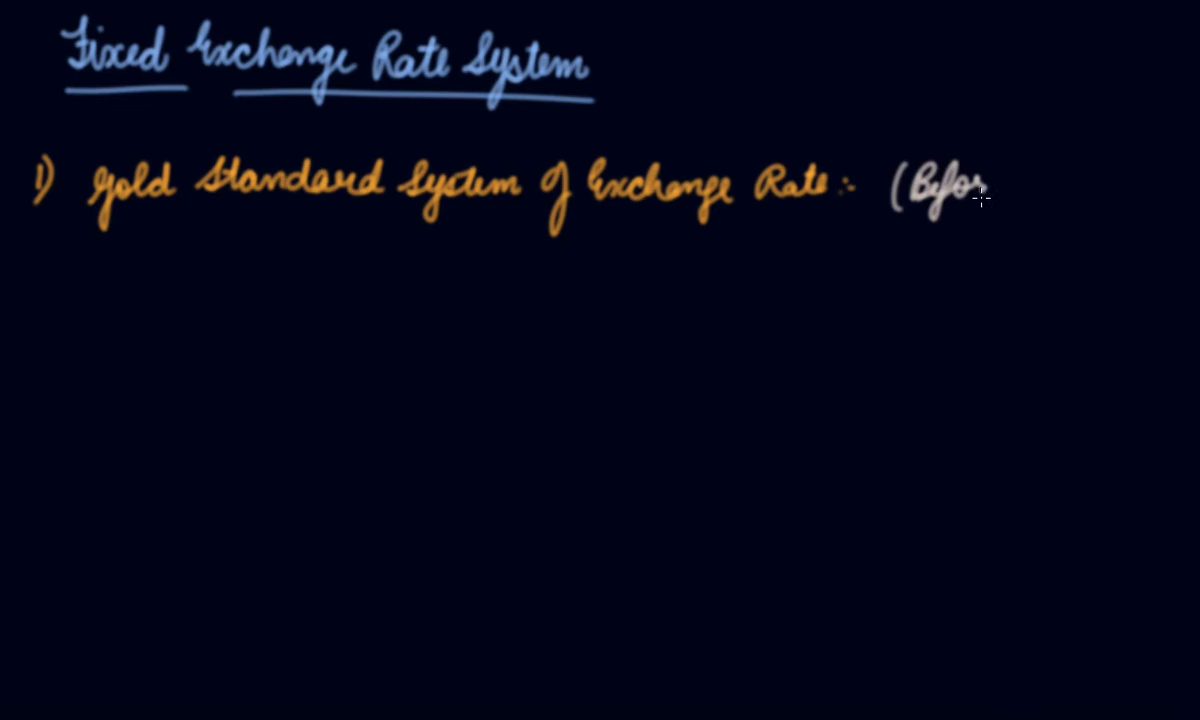 Fixed Exchange Rate System
1) Gold Standard System of Exchange Rate :- (Befor